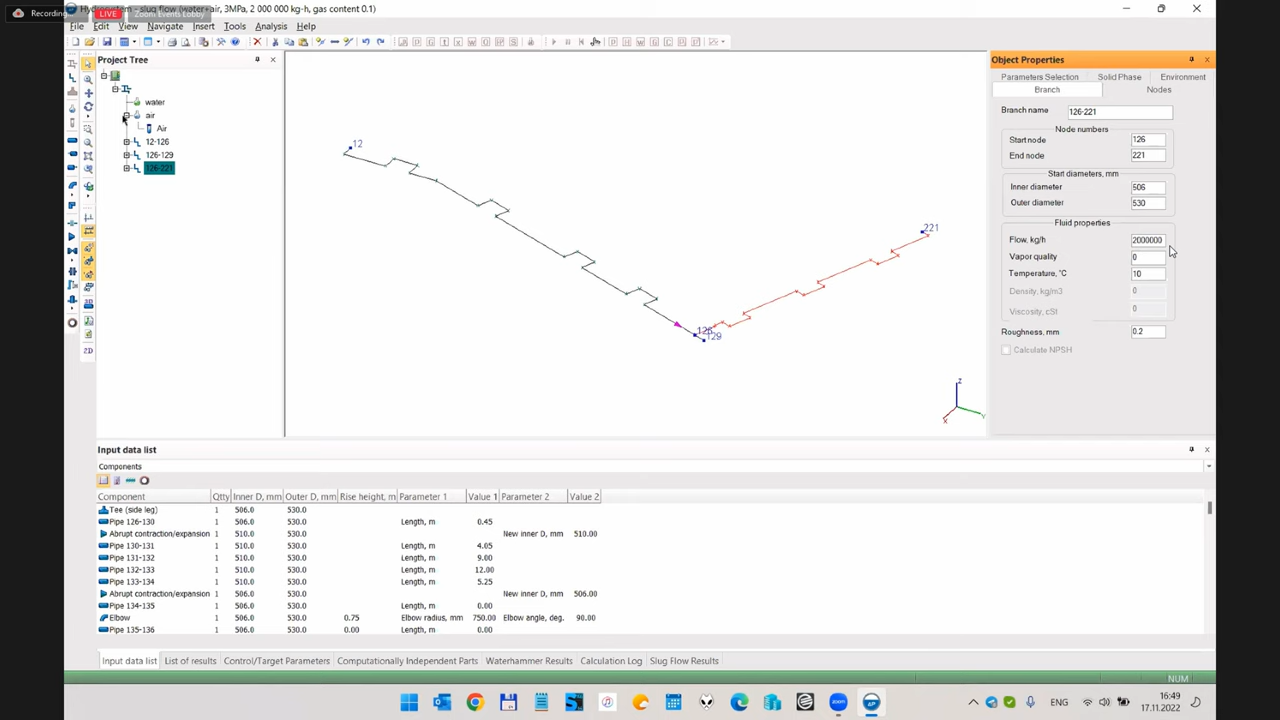 Recording...
LIVE
Zoom Events Lobby
Hydrosystem - slug flow (water+air, 3MPa, 2 000 000 kg-h, gas content 0.1)
File Edit View Navigate Insert Tools Analysis Help
Project Tree
water
air
Air
12-126
126-129
126-221
12
221
126
129
Z
Y
X
Object Properties
Parameters Selection Solid Phase Environment
Branch Nodes
Branch name 126-221
Node numbers
Start node 126
End node 221
Start diameters, mm
Inner diameter 506
Outer diameter 530
Fluid properties
Flow, kg/h 2000000
Vapor quality 0
Temperature, °C 10
Density, kg/m3 0
Viscosity, cSt 0
Roughness, mm 0.2
Calculate NPSH
Input data list
Components
Component Qtty Inner D, mm Outer D, mm Rise height, m Parameter 1 Value 1 Parameter 2 Value 2
Tee (side leg) 1 506.0 530.0
Pipe 126-130 1 506.0 530.0 Length, m 0.45
Abrupt contraction/expansion 1 510.0 530.0 New inner D, mm 510.00
Pipe 130-131 1 510.0 530.0 Length, m 4.05
Pipe 131-132 1 510.0 530.0 Length, m 9.00
Pipe 132-133 1 510.0 530.0 Length, m 12.00
Pipe 133-134 1 510.0 530.0 Length, m 5.25
Abrupt contraction/expansion 1 506.0 530.0 New inner D, mm 506.00
Pipe 134-135 1 506.0 530.0 Length, m 0.00
Elbow 1 506.0 530.0 0.75 Elbow radius, mm 750.00 Elbow angle, deg. 90.00
Pipe 135-136 1 506.0 530.0 0.00 Length, m 0.00
Input data list List of results Control/Target Parameters Computationally Independent Parts Waterhammer Results Calculation Log Slug Flow Results
NUM
ENG
16:49
17.11.2022